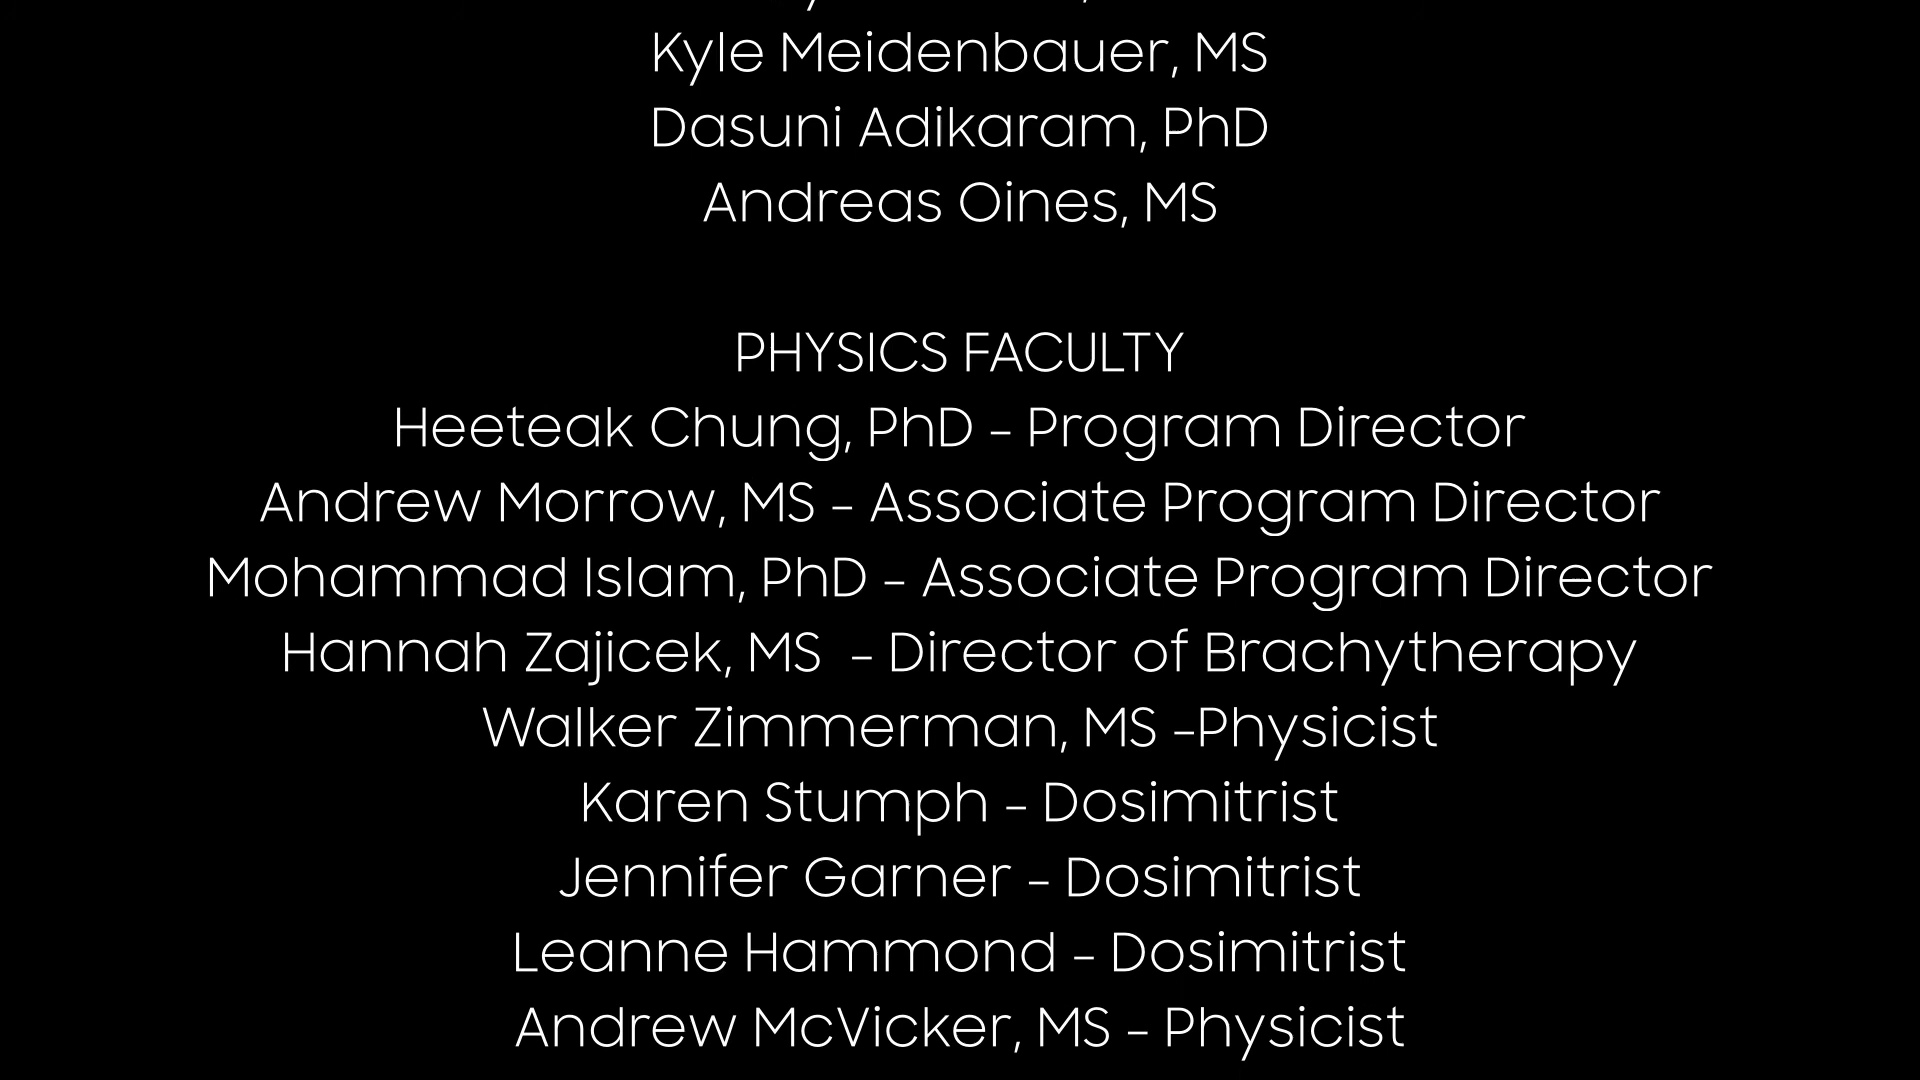 Kyle Meidenbauer, MS
Dasuni Adikaram, PhD
Andreas Oines, MS
PHYSICS FACULTY
Heeteak Chung, PhD – Program Director
Andrew Morrow, MS – Associate Program Director
Mohammad Islam, PhD – Associate Program Director
Hannah Zajicek, MS  – Director of Brachytherapy
Walker Zimmerman, MS –Physicist
Karen Stumph – Dosimitrist
Jennifer Garner – Dosimitrist
Leanne Hammond – Dosimitrist
Andrew McVicker, MS – Physicist